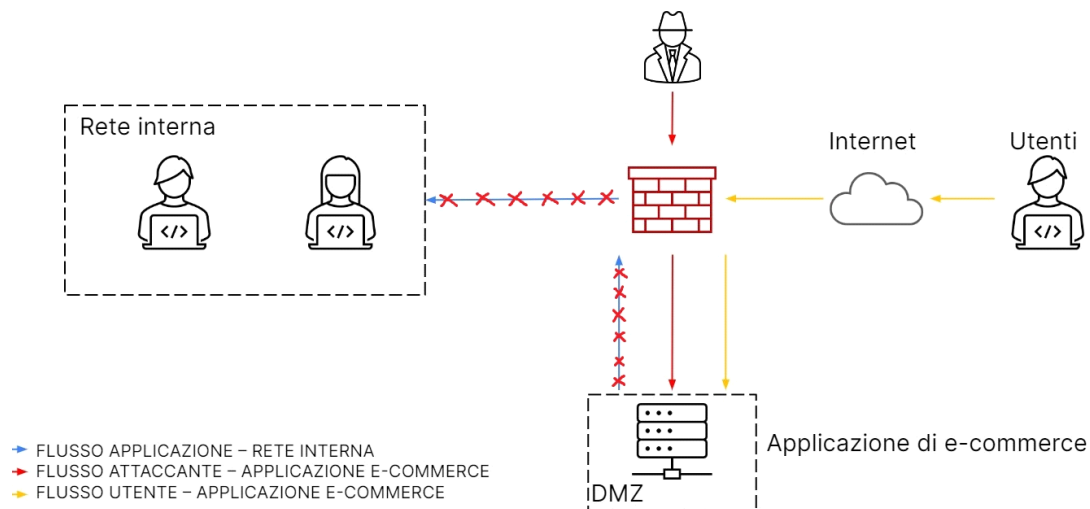 Rete interna
Internet
Utenti
</>
</>
</>
Applicazione di e-commerce
DMZ
FLUSSO APPLICAZIONE – RETE INTERNA
FLUSSO ATTACCANTE – APPLICAZIONE E-COMMERCE
FLUSSO UTENTE – APPLICAZIONE E-COMMERCE